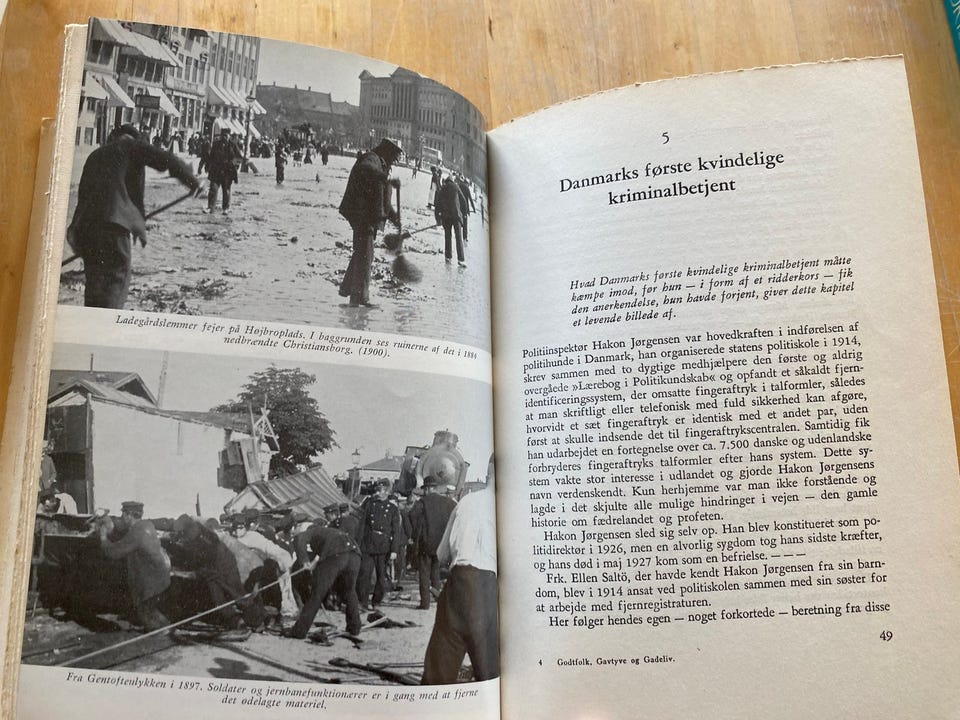 Ladegårdslemmer fejer på Højbroplads. I baggrunden ses ruinerne af det i 1884
nedbrændte Christiansborg. (1900).
Fra Gentofteulykken i 1897. Soldater og jernbanefunktionærer er i gang med at fjerne
det ødelagte materiel.
5
Danmarks første kvindelige
kriminalbetjent
Hvad Danmarks første kvindelige kriminalbetjent måtte
kæmpe imod, før hun — i form af et ridderkors — fik
den anerkendelse, hun havde forjent, giver dette kapitel
et levende billede af.
Politiinspektør Hakon Jørgensen var hovedkraften i indførelsen af
politihunde i Danmark, han organiserede statens politiskole i 1914,
skrev sammen med to dygtige medhjælpere den første og aldrig
overgåede »Lærebog i Politikundskab« og opfandt et såkaldt fjern-
identificeringssystem, der omsatte fingeraftryk i talformler, således
at man skriftligt eller telefonisk med fuld sikkerhed kan afgøre,
hvorvidt et sæt fingeraftryk er identisk med et andet par, uden
først at skulle indsende det til fingeraftrykscentralen. Samtidig fik
han udarbejdet en fortegnelse over ca. 7.500 danske og udenlandske
forbryderes fingeraftryks talformler efter hans system. Dette sy-
stem vakte stor interesse i udlandet og gjorde Hakon Jørgensens
navn verdenskendt. Kun herhjemme var man ikke forstående og
lagde i det skjulte alle mulige hindringer i vejen — den gamle
historie om fædrelandet og profeten.
Hakon Jørgensen sled sig selv op. Han blev konstitueret som po-
litidirektør i 1926, men en alvorlig sygdom tog hans sidste kræfter,
og hans død i maj 1927 kom som en befrielse. — — —
Frk. Ellen Saltö, der havde kendt Hakon Jørgensen fra sin barn-
dom, blev i 1914 ansat ved politiskolen sammen med sin søster for
at arbejde med fjernregistraturen.
Her følger hendes egen — noget forkortede — beretning fra disse
49
4 Godtfolk, Gavtyve og Gadeliv.